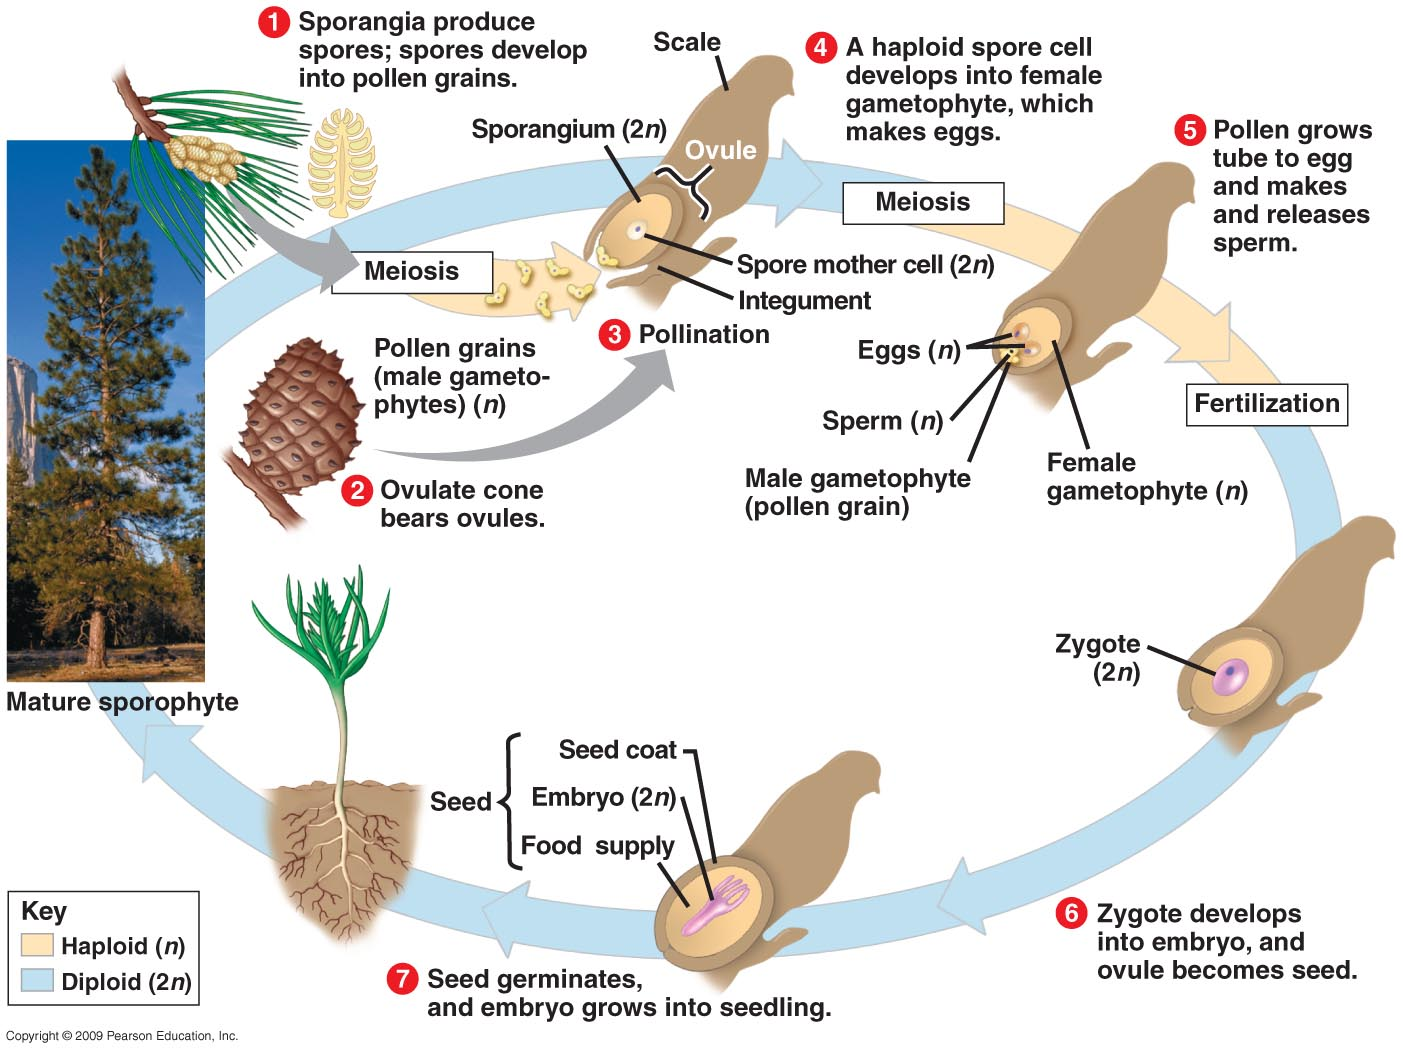 1 Sporangia produce
spores; spores develop
into pollen grains.
Scale
4 A haploid spore cell
develops into female
gametophyte, which
makes eggs.
Sporangium (2n)
Ovule
5 Pollen grows
tube to egg
and makes
and releases
sperm.
Meiosis
Meiosis
Spore mother cell (2n)
Integument
3 Pollination
Pollen grains
(male gameto-
phytes) (n)
Eggs (n)
Fertilization
Sperm (n)
Male gametophyte
(pollen grain)
Female
gametophyte (n)
2 Ovulate cone
bears ovules.
Zygote
(2n)
Mature sporophyte
Seed
Seed coat
Embryo (2n)
Food supply
Key
Haploid (n)
Diploid (2n)
6 Zygote develops
into embryo, and
ovule becomes seed.
7 Seed germinates,
and embryo grows into seedling.
Copyright © 2009 Pearson Education, Inc.